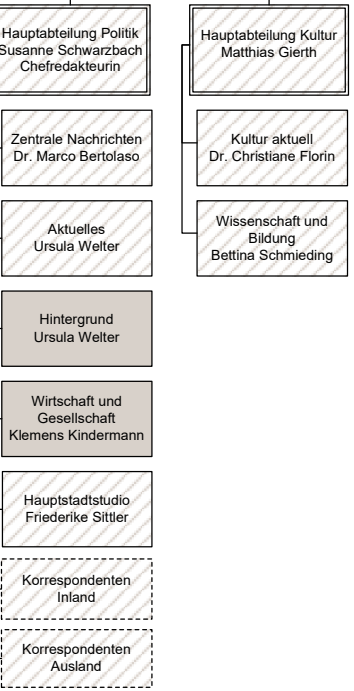 Hauptabteilung Politik
Susanne Schwarzbach
Chefredakteurin
Zentrale Nachrichten
Dr. Marco Bertolaso
Aktuelles
Ursula Welter
Hintergrund
Ursula Welter
Wirtschaft und
Gesellschaft
Klemens Kindermann
Hauptstadtstudio
Friederike Sittler
Korrespondenten
Inland
Korrespondenten
Ausland
Hauptabteilung Kultur
Matthias Gierth
Kultur aktuell
Dr. Christiane Florin
Wissenschaft und
Bildung
Bettina Schmieding